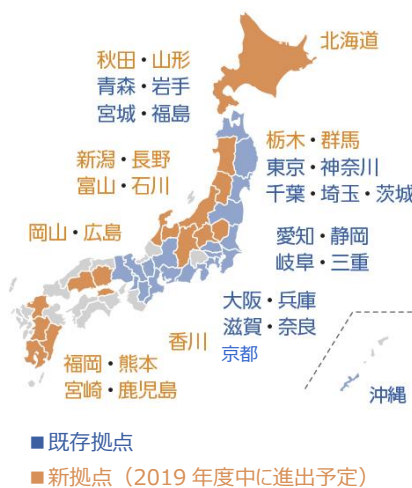 北海道
秋田・山形
青森・岩手
宮城・福島
栃木・群馬
東京・神奈川
千葉・埼玉・茨城
新潟・長野
富山・石川
岡山・広島
愛知・静岡
岐阜・三重
大阪・兵庫
滋賀・奈良
京都
香川
福岡・熊本
宮崎・鹿児島
沖縄
■既存拠点
■新拠点（2019 年度中に進出予定）